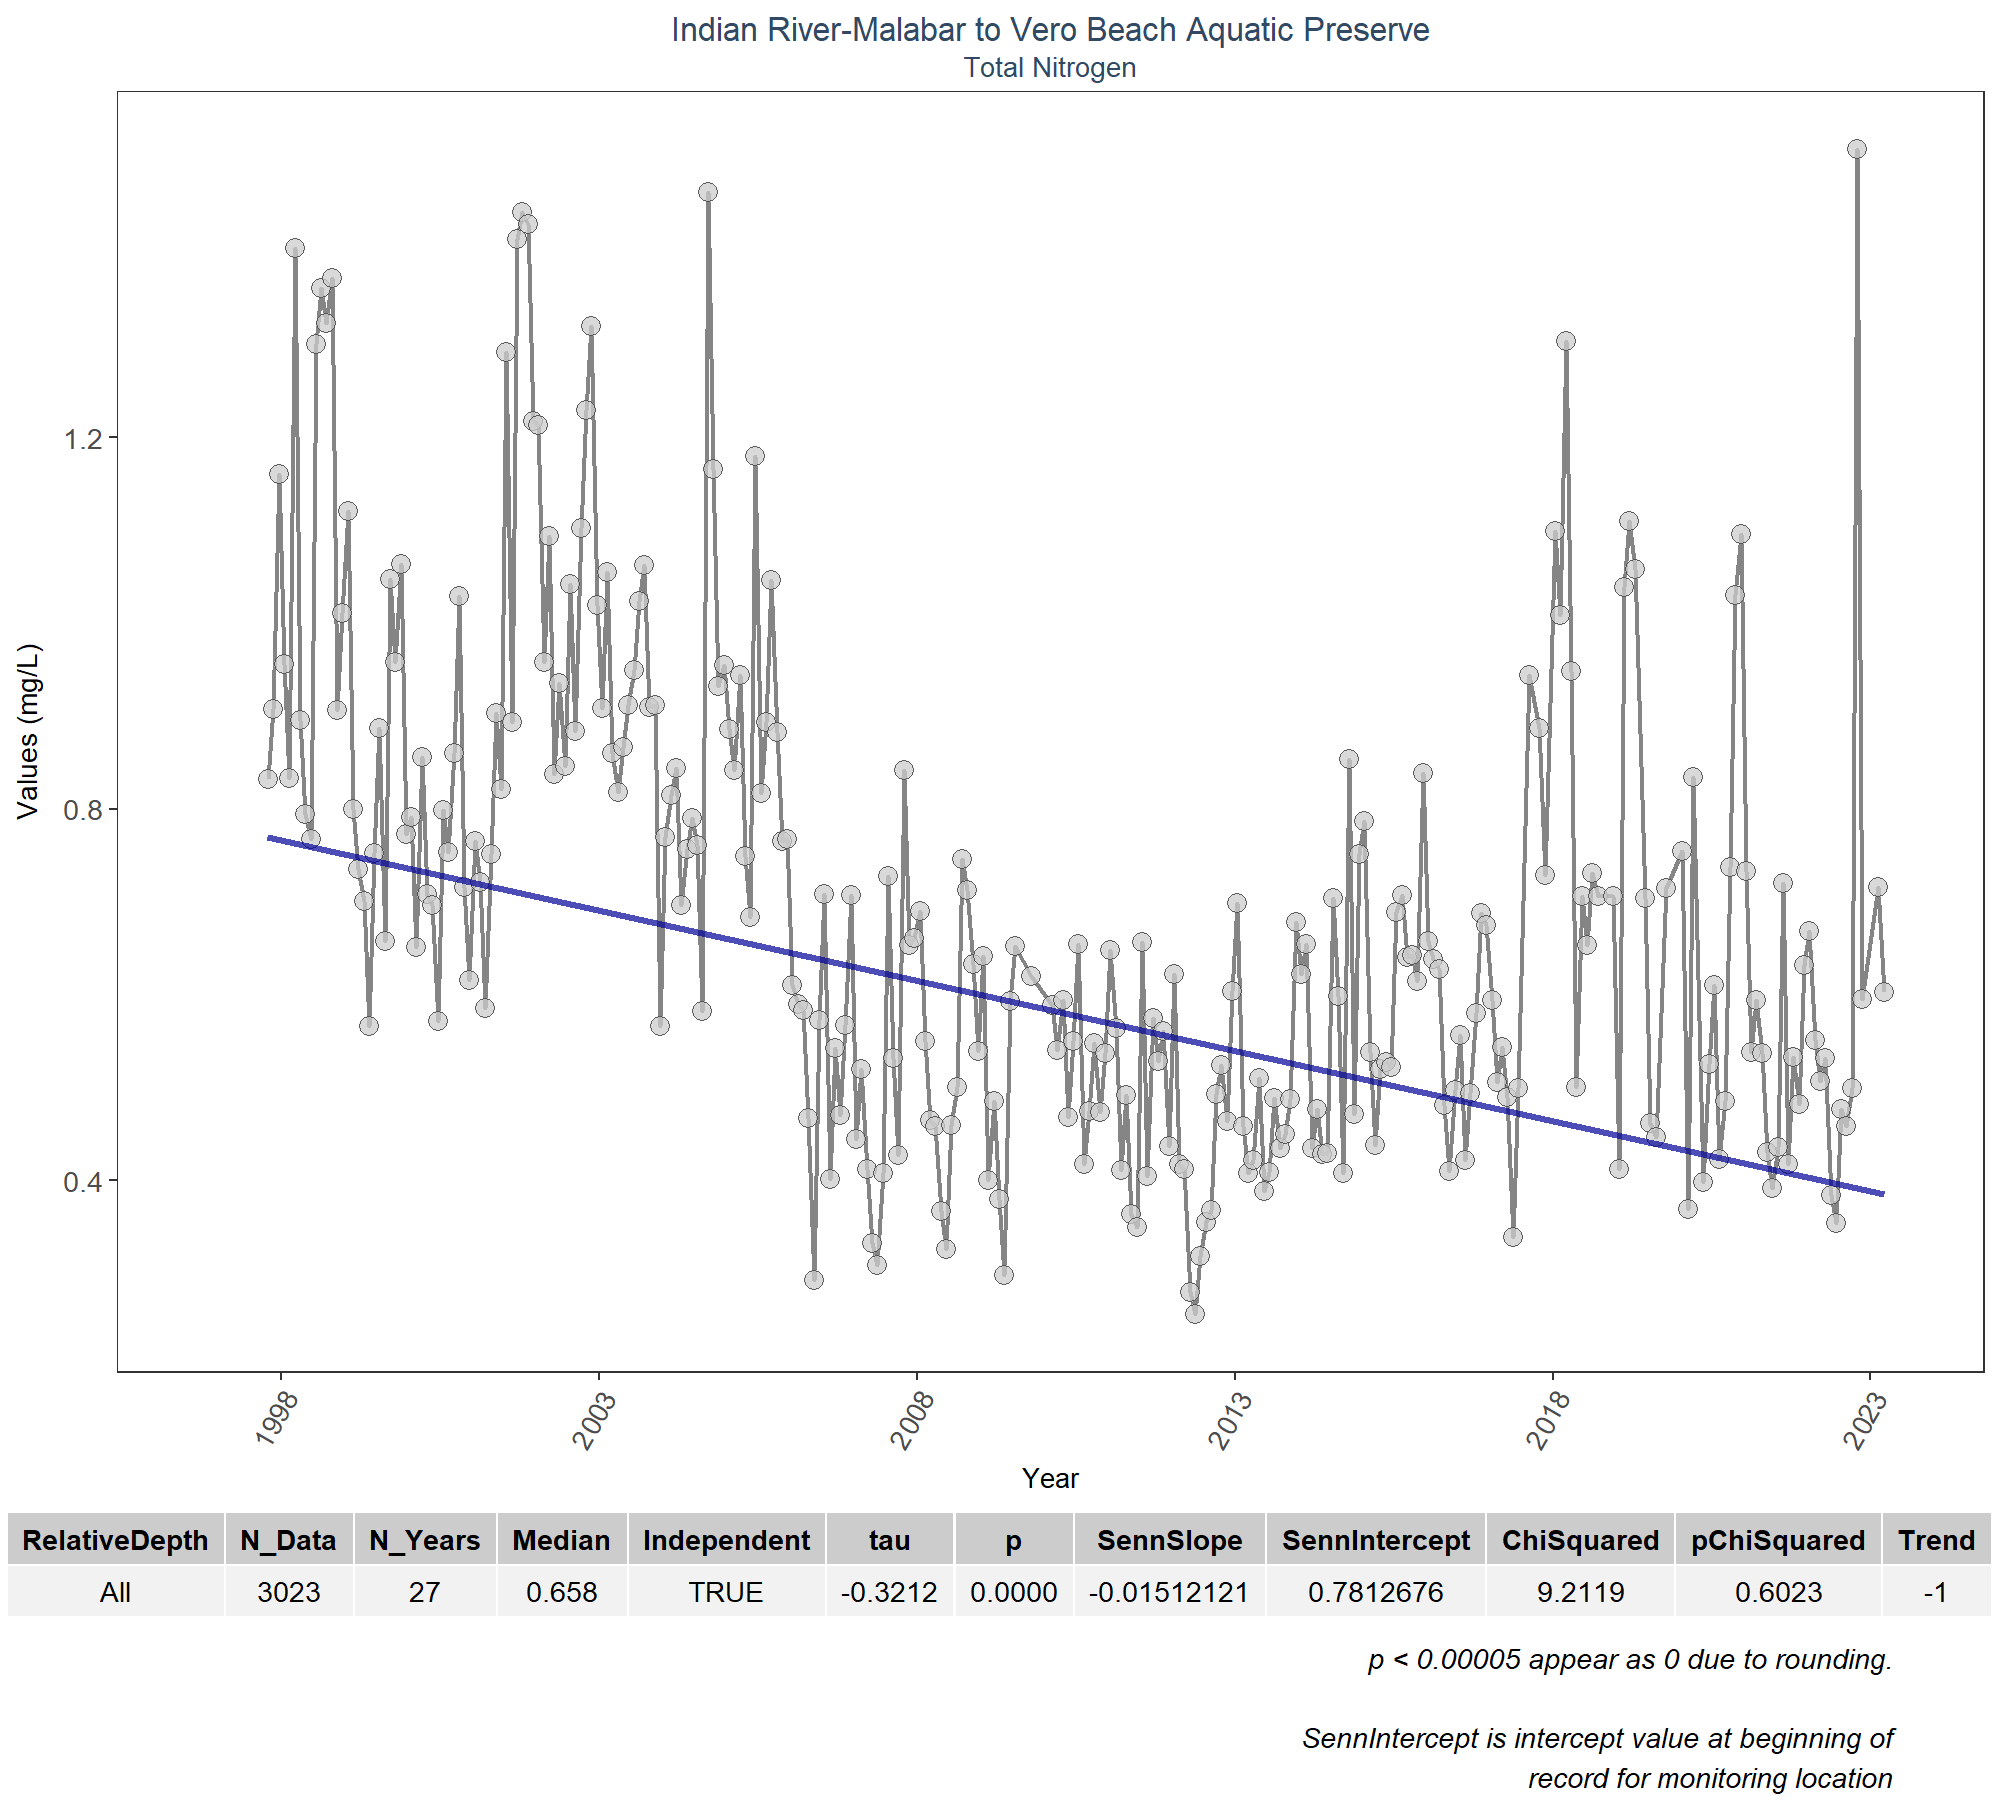 Indian River-Malabar to Vero Beach Aquatic Preserve
Total Nitrogen
Values (mg/L)
1.2
0.8
0.4
1998 2003 2008 2013 2018 2023
Year
RelativeDepth N_Data N_Years Median Independent tau p SennSlope SennIntercept ChiSquared pChiSquared Trend
All 3023 27 0.658 TRUE -0.3212 0.0000 -0.01512121 0.7812676 9.2119 0.6023 -1
p < 0.00005 appear as 0 due to rounding.
SennIntercept is intercept value at beginning of
record for monitoring location